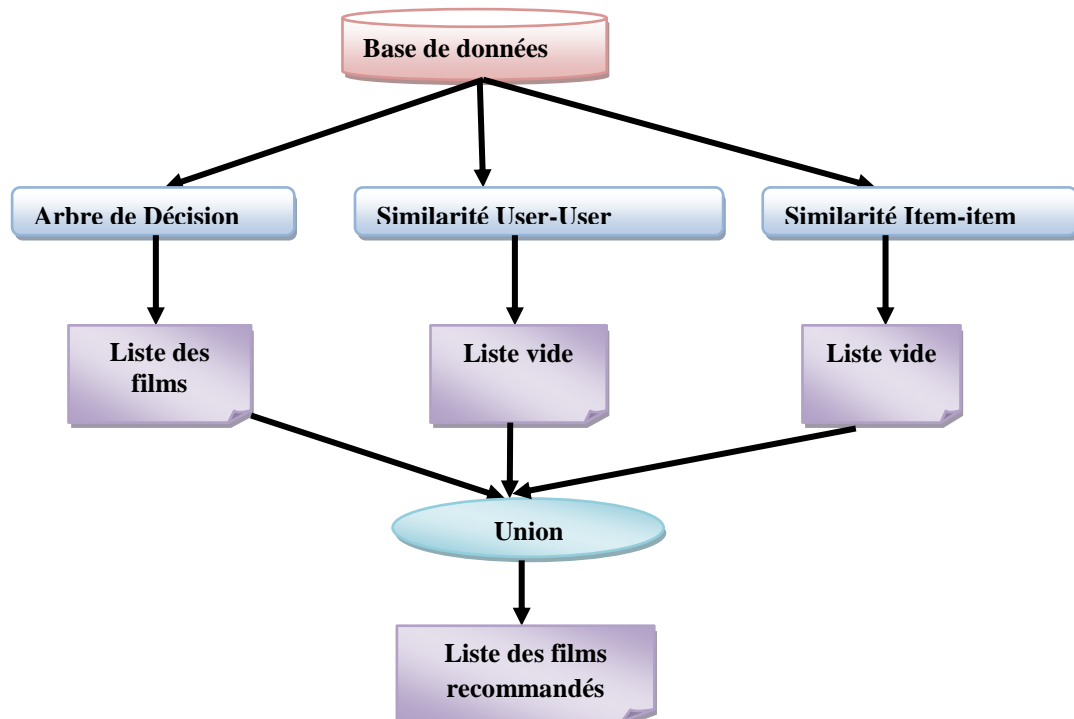 Base de données
Arbre de Décision
Similarité User-User
Similarité Item-item
Liste des
films
Liste vide
Liste vide
Union
Liste des films
recommandés